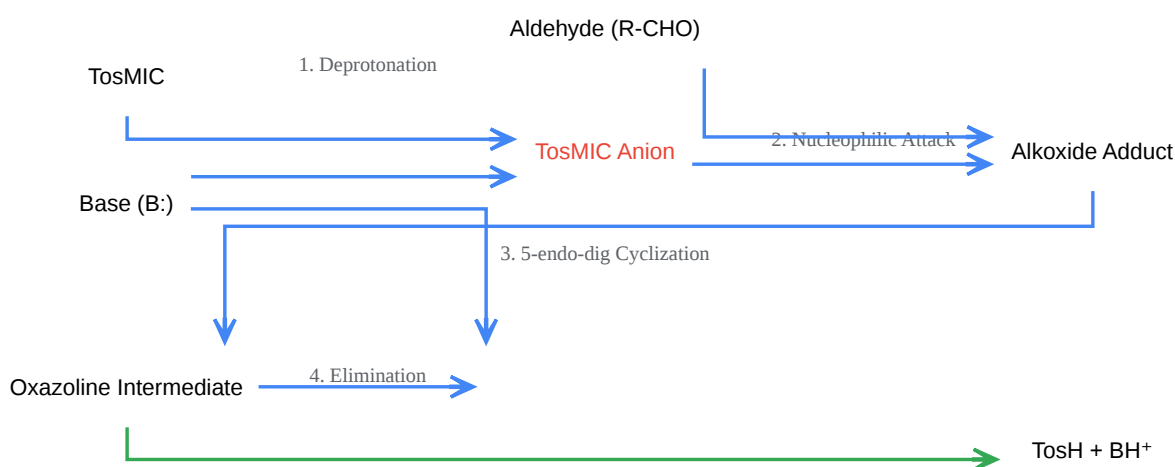 Aldehyde (R-CHO)
1. Deprotonation
TosMIC
2. Nucleophilic Attack
TosMIC Anion
Alkoxide Adduct
Base (B:)
3. 5-endo-dig Cyclization
4. Elimination
Oxazoline Intermediate
TosH + BH⁺